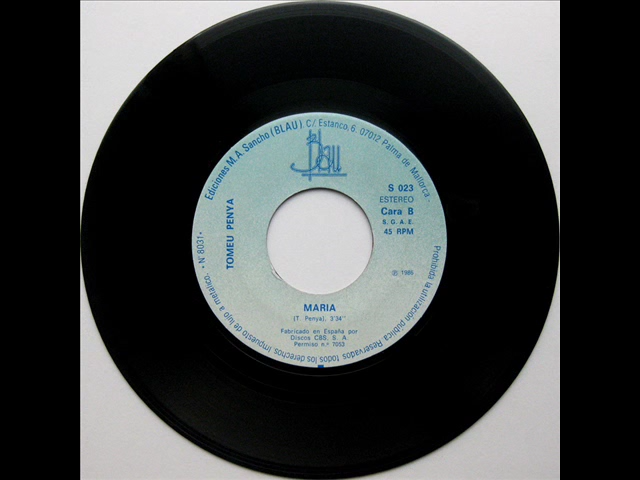 Ediciones M.A. Sancho (BLAU). C/ Estanco, 6. 07012 Palma de Mallorca.-
Blau
S 023
ESTEREO
Cara B
S. G. A. E.
45 RPM
TOMEU PENYA
℗ 1986
MARIA
(T. Penya). 3'34"
Fabricado en España por
Discos CBS, S. A.
Permiso n.º 7053
Prohibida la utilización pública Reservados todos los derechos. Impuesto de lujo a metálico. • N.º 8031 •